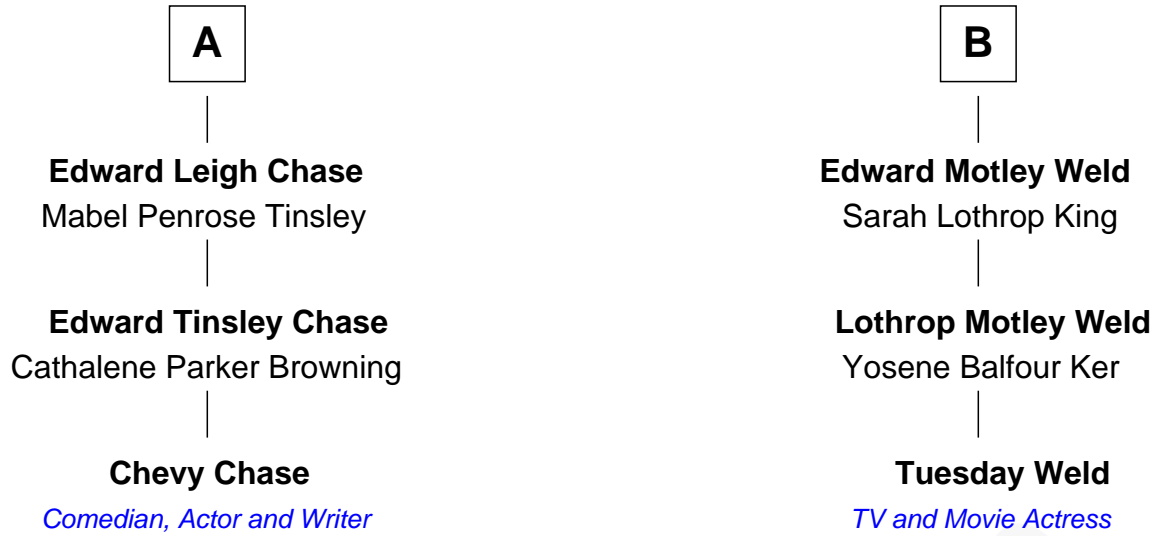 A
Edward Leigh Chase
Mabel Penrose Tinsley
Edward Tinsley Chase
Cathalene Parker Browning
Chevy Chase
Comedian, Actor and Writer
B
Edward Motley Weld
Sarah Lothrop King
Lothrop Motley Weld
Yosene Balfour Ker
Tuesday Weld
TV and Movie Actress